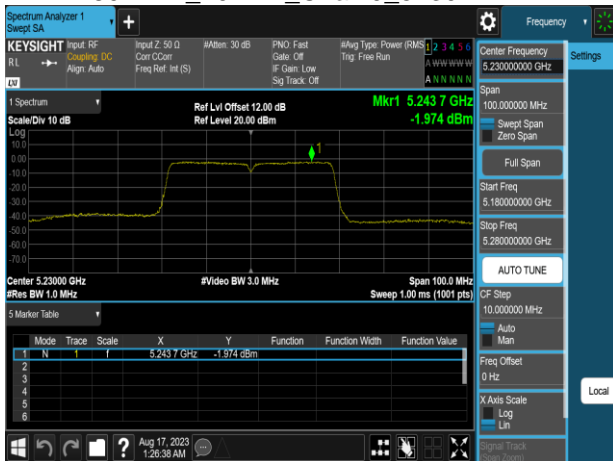 Spectrum Analyzer 1
Swept SA
Frequency
KEYSIGHT
RL
Input: RF
Coupling: DC
Align: Auto
Input Z: 50 Ω
Corr CCorr
Freq Ref: Int (S)
#Atten: 30 dB
PNO: Fast
Gate: Off
IF Gain: Low
Sig Track: Off
#Avg Type: Power (RMS
Trig: Free Run
1 2 3 4 5 6
A W W W W W
A N N N N N
LXI
Center Frequency
5.230000000 GHz
Settings
Span
100.000000 MHz
Swept Span
Zero Span
Full Span
Start Freq
5.180000000 GHz
Stop Freq
5.280000000 GHz
AUTO TUNE
CF Step
10.000000 MHz
Auto
Man
Freq Offset
0 Hz
X Axis Scale
Log
Lin
Signal Track
(Span Zoom)
Local
1 Spectrum
Scale/Div 10 dB
Ref Lvl Offset 12.00 dB
Ref Level 20.00 dBm
Mkr1 5.243 7 GHz
-1.974 dBm
Log
10.0
0.00
-10.0
-20.0
-30.0
-40.0
-50.0
-60.0
-70.0
1
Center 5.23000 GHz
#Res BW 1.0 MHz
#Video BW 3.0 MHz
Span 100.0 MHz
Sweep 1.00 ms (1001 pts)
5 Marker Table
Mode Trace Scale X Y Function Function Width Function Value
1 N 1 f 5.243 7 GHz -1.974 dBm
2
3
4
5
6
?
Aug 17, 2023
1:26:38 AM